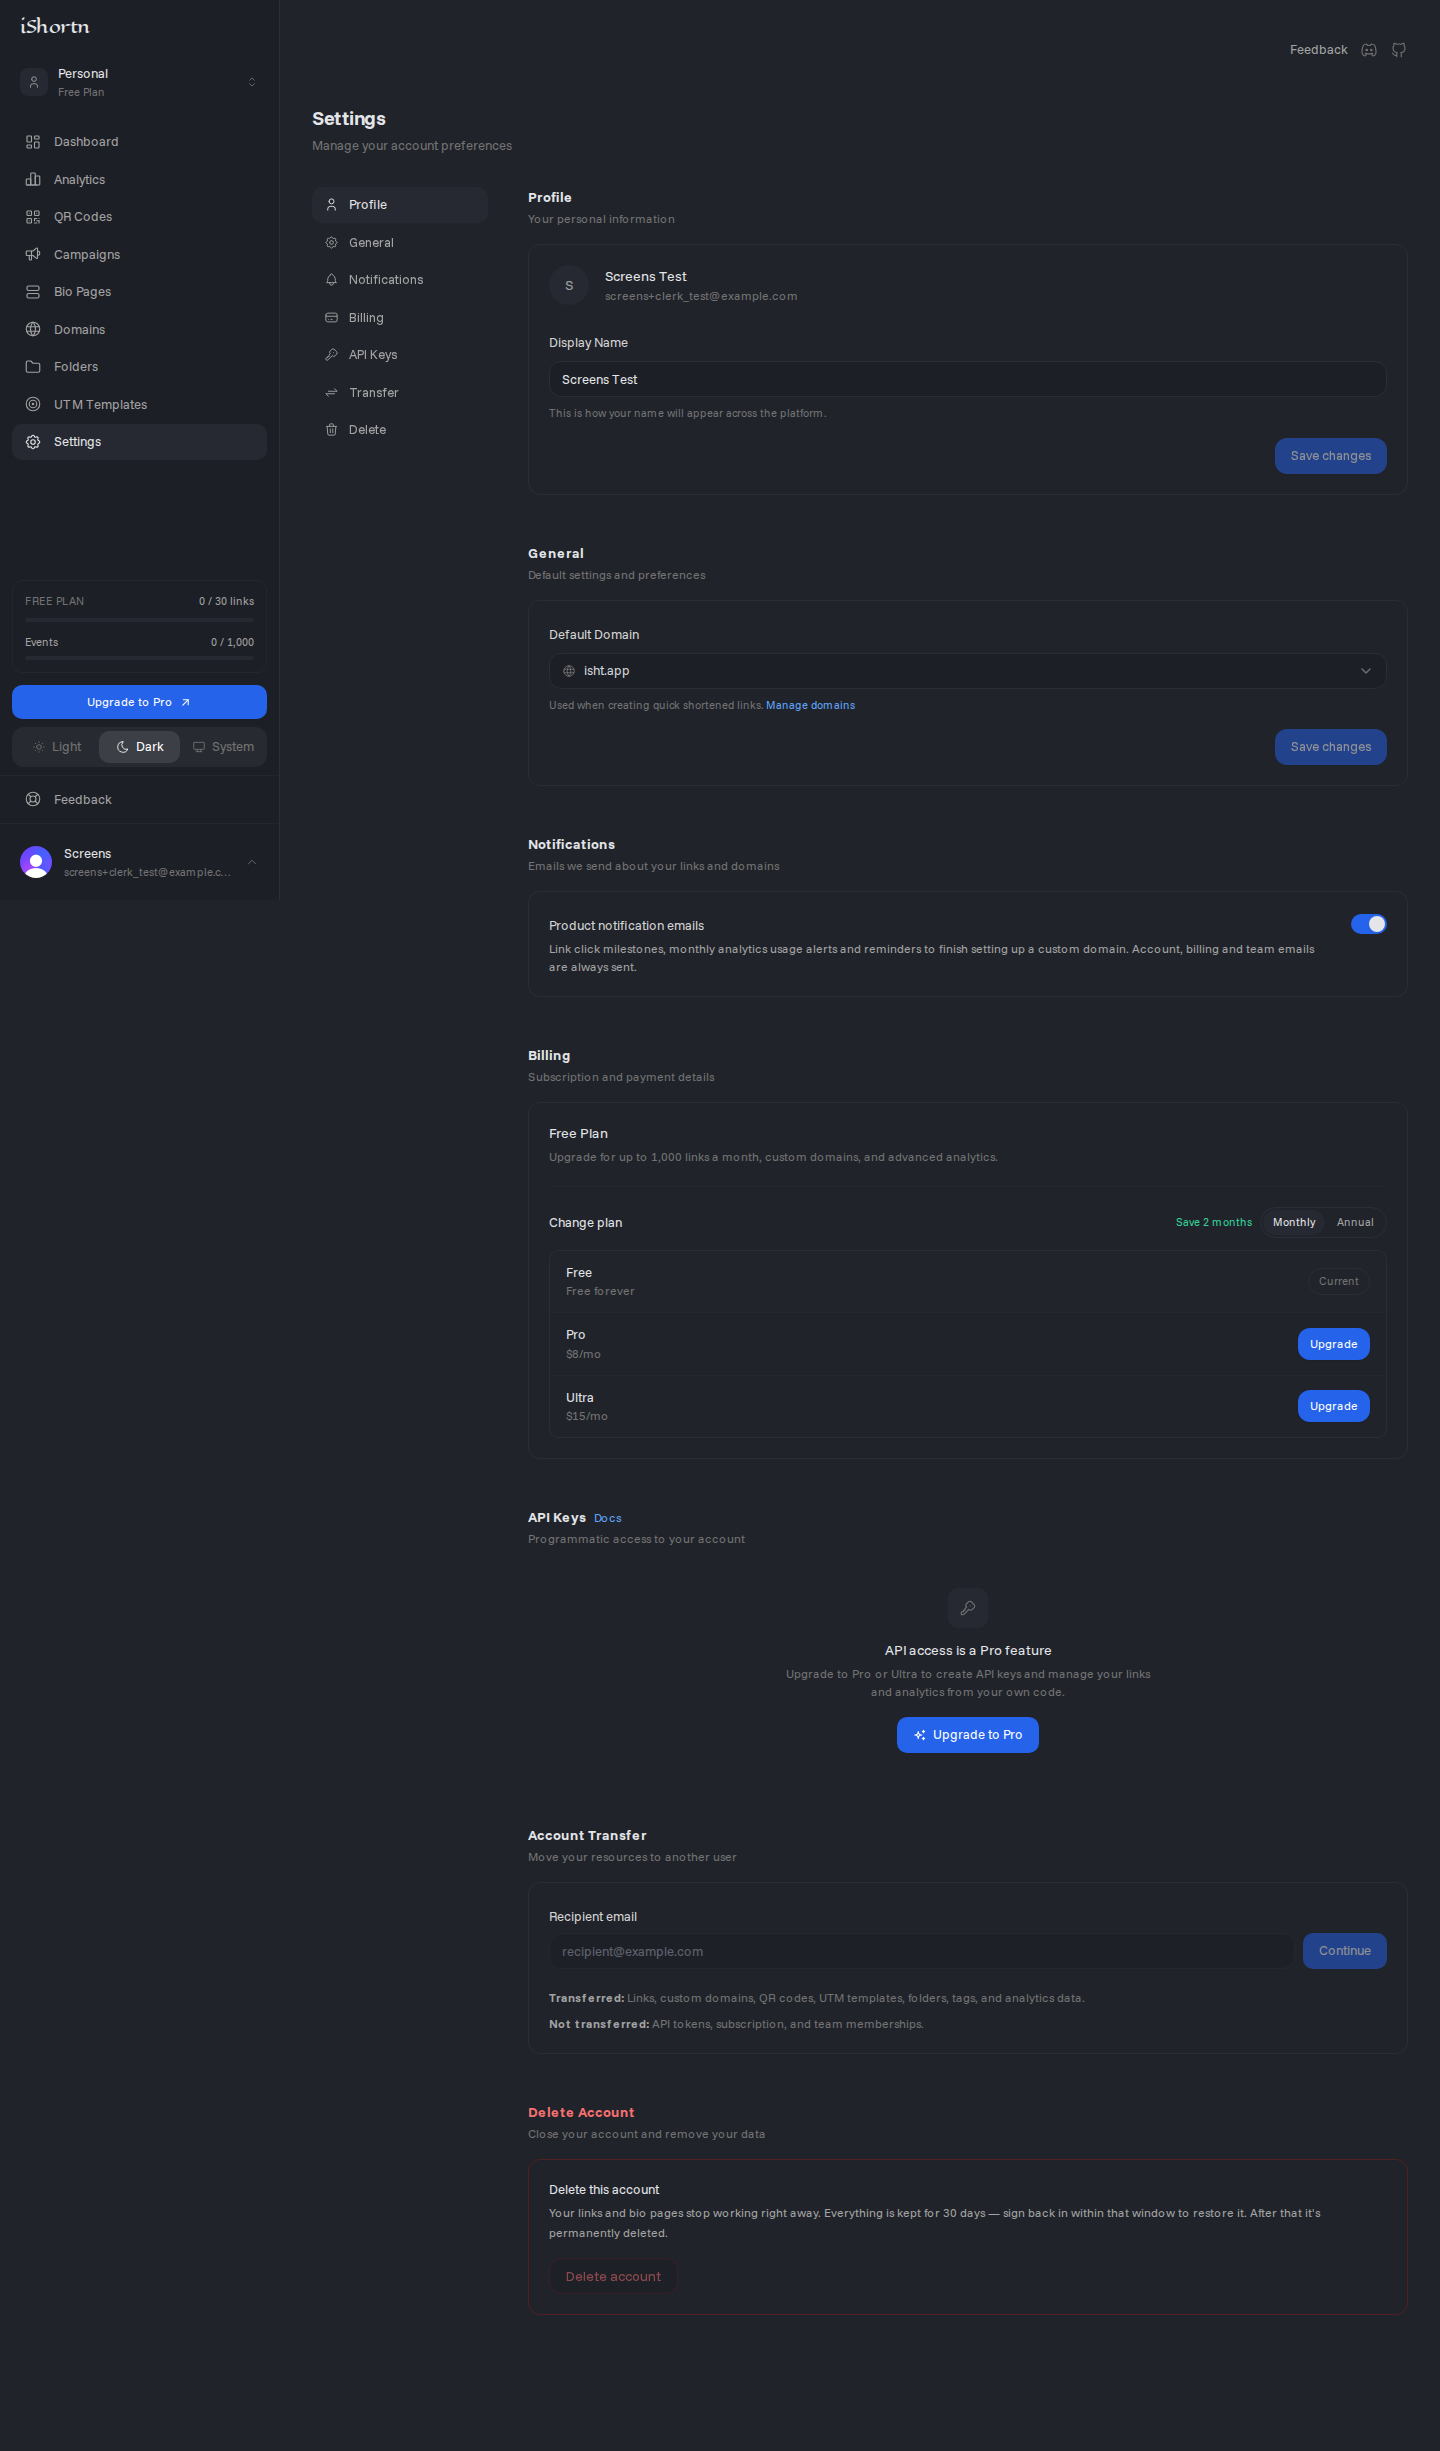 iShortn
Personal
Free Plan
Dashboard
Analytics
QR Codes
Campaigns
Bio Pages
Domains
Folders
UTM Templates
Settings
FREE PLAN 0 / 30 links
Events 0 / 1,000
Upgrade to Pro
Light Dark System
Feedback
Screens
screens+clerk_test@example.c...
Feedback
Settings
Manage your account preferences
Profile
General
Notifications
Billing
API Keys
Transfer
Delete
Profile
Your personal information
S
Screens Test
screens+clerk_test@example.com
Display Name
Screens Test
This is how your name will appear across the platform.
Save changes
General
Default settings and preferences
Default Domain
isht.app
Used when creating quick shortened links. Manage domains
Save changes
Notifications
Emails we send about your links and domains
Product notification emails
Link click milestones, monthly analytics usage alerts and reminders to finish setting up a custom domain. Account, billing and team emails
are always sent.
Billing
Subscription and payment details
Free Plan
Upgrade for up to 1,000 links a month, custom domains, and advanced analytics.
Change plan Save 2 months Monthly Annual
Free
Free forever
Current
Pro
$8/mo
Upgrade
Ultra
$15/mo
Upgrade
API Keys Docs
Programmatic access to your account
API access is a Pro feature
Upgrade to Pro or Ultra to create API keys and manage your links
and analytics from your own code.
Upgrade to Pro
Account Transfer
Move your resources to another user
Recipient email
recipient@example.com Continue
Transferred: Links, custom domains, QR codes, UTM templates, folders, tags, and analytics data.
Not transferred: API tokens, subscription, and team memberships.
Delete Account
Close your account and remove your data
Delete this account
Your links and bio pages stop working right away. Everything is kept for 30 days — sign back in within that window to restore it. After that it's
permanently deleted.
Delete account